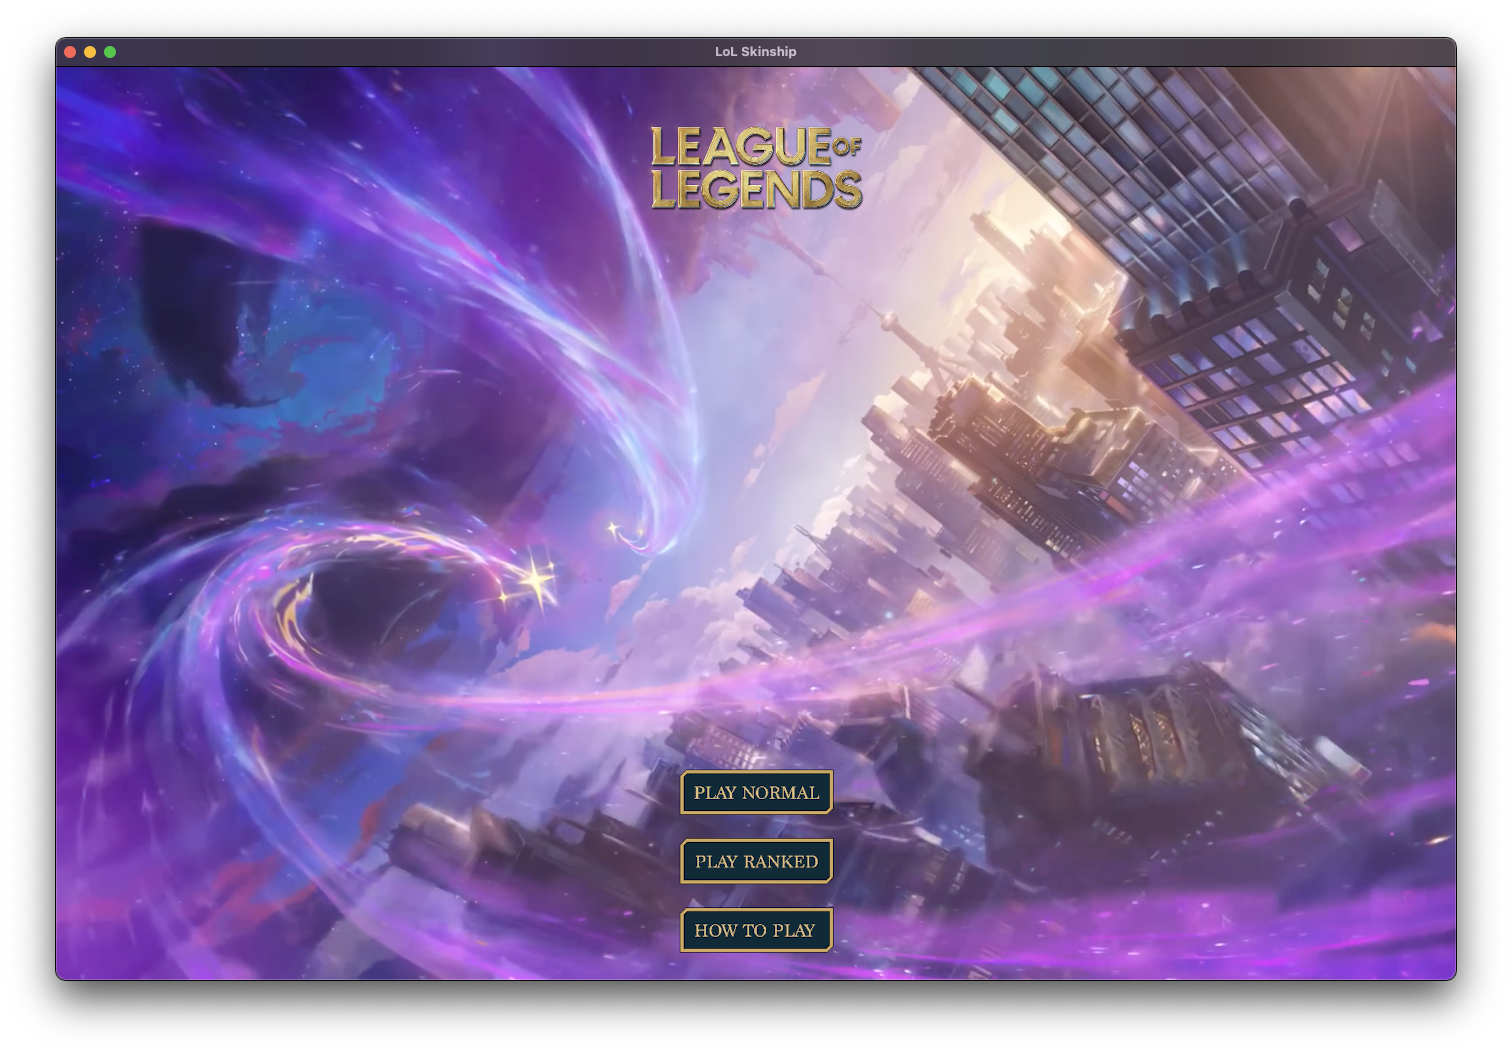 LoL Skinship
LEAGUE OF
LEGENDS
PLAY NORMAL
PLAY RANKED
HOW TO PLAY